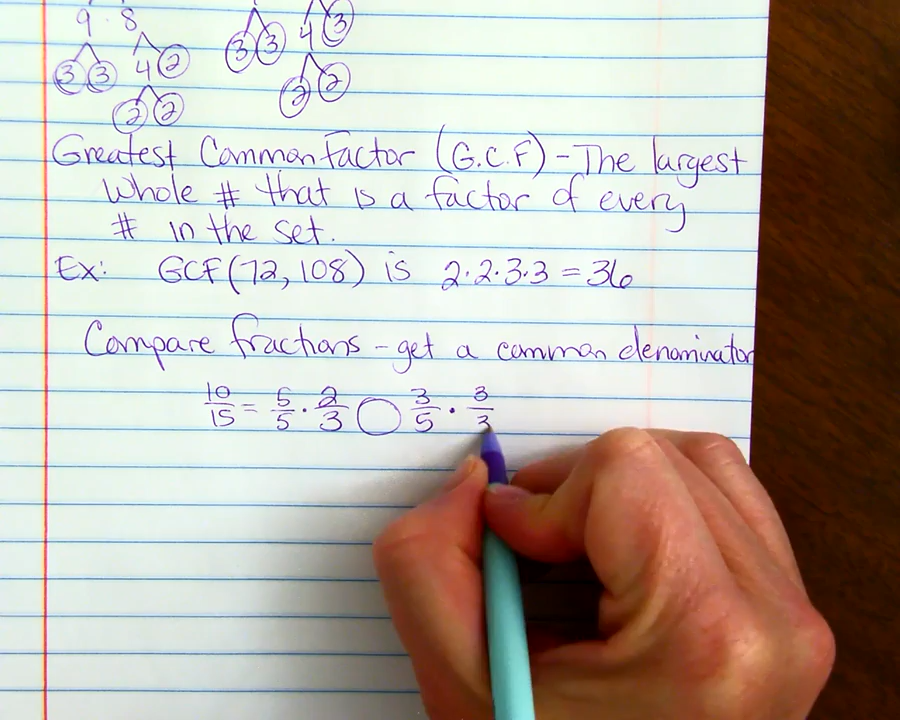 9 · 8
3 3 4 2 3 3 4 3
2 2 2 2
Greatest Common Factor (G.C.F) - The largest
whole # that is a factor of every
# in the set.
Ex: GCF(72, 108) is 2·2·3·3 = 36
Compare fractions - get a common denominator
10/15 = 5/5 · 2/3 ◯ 3/5 · 3/3